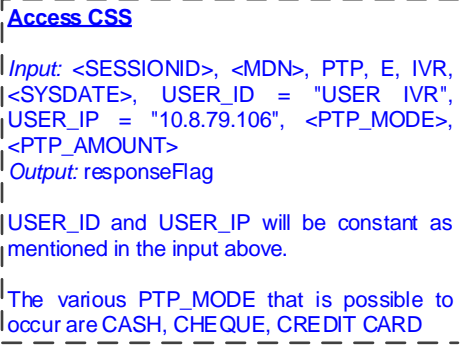 Access CSS
Input: <SESSIONID>, <MDN>, PTP, E, IVR,
<SYSDATE>, USER_ID = "USER IVR",
USER_IP = "10.8.79.106", <PTP_MODE>,
<PTP_AMOUNT>
Output: responseFlag
USER_ID and USER_IP will be constant as
mentioned in the input above.
The various PTP_MODE that is possible to
occur are CASH, CHEQUE, CREDIT CARD